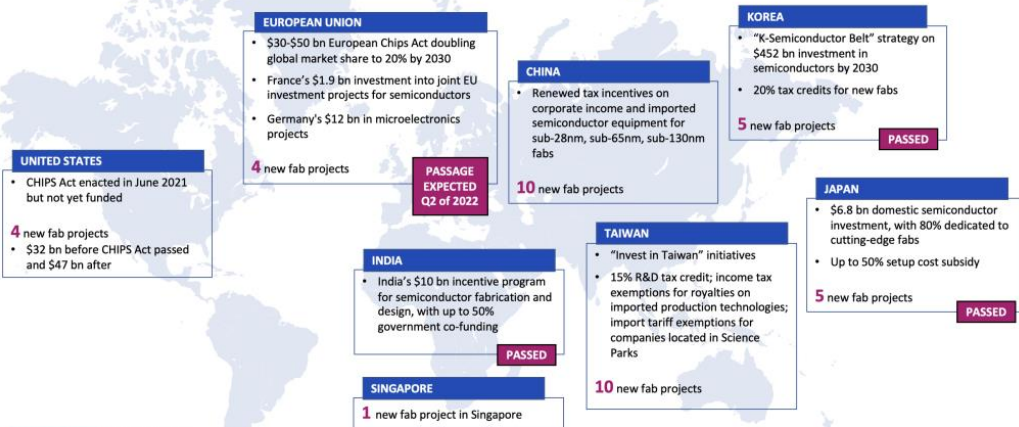 EUROPEAN UNION
• $30-$50 bn European Chips Act doubling
global market share to 20% by 2030
• France's $1.9 bn investment into joint EU
investment projects for semiconductors
• Germany's $12 bn in microelectronics
projects
4 new fab projects
PASSAGE
EXPECTED
Q2 of 2022
KOREA
• "K-Semiconductor Belt" strategy on
$452 bn investment in
semiconductors by 2030
• 20% tax credits for new fabs
5 new fab projects
PASSED
CHINA
• Renewed tax incentives on
corporate income and imported
semiconductor equipment for
sub-28nm, sub-65nm, sub-130nm
fabs
10 new fab projects
UNITED STATES
• CHIPS Act enacted in June 2021
but not yet funded
4 new fab projects
• $32 bn before CHIPS Act passed
and $47 bn after
JAPAN
• $6.8 bn domestic semiconductor
investment, with 80% dedicated to
cutting-edge fabs
• Up to 50% setup cost subsidy
5 new fab projects
PASSED
TAIWAN
• "Invest in Taiwan" initiatives
• 15% R&D tax credit; income tax
exemptions for royalties on
imported production technologies;
import tariff exemptions for
companies located in Science
Parks
10 new fab projects
INDIA
• India's $10 bn incentive program
for semiconductor fabrication and
design, with up to 50%
government co-funding
PASSED
SINGAPORE
1 new fab project in Singapore